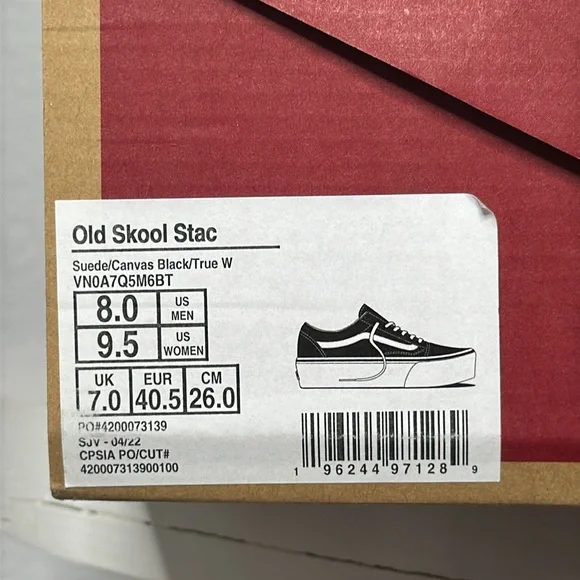 Old Skool Stac
Suede/Canvas Black/True W
VN0A7Q5M6BT
8.0 US MEN
9.5 US WOMEN
UK EUR CM
7.0 40.5 26.0
PO#4200073139
SJV - 04/22
CPSIA PO/CUT#
420007313900100
1 96244 97128 9